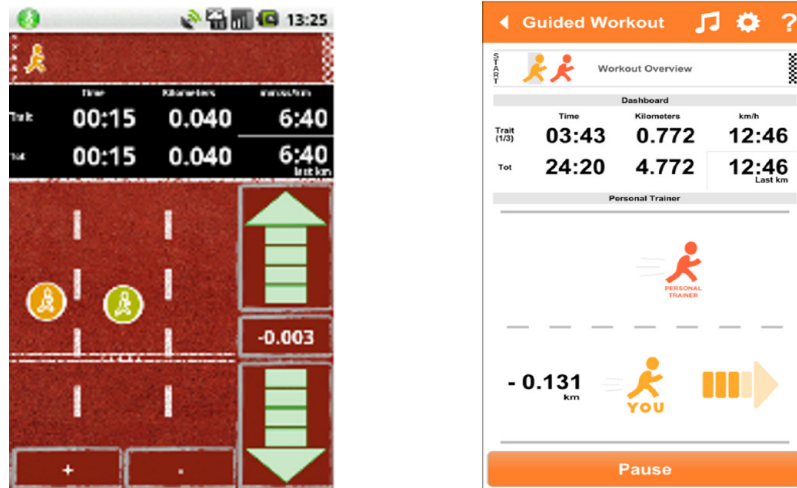 13:25
Time Kilometers min:ss/km
Trait 00:15 0.040 6:40
Tot 00:15 0.040 6:40
last km
-0.003
+ -
Guided Workout ?
START
Workout Overview
Dashboard
Time Kilometers km/h
Trait (1/3) 03:43 0.772 12:46
Tot 24:20 4.772 12:46
Last km
Personal Trainer
PERSONAL
TRAINER
- 0.131
km
YOU
Pause